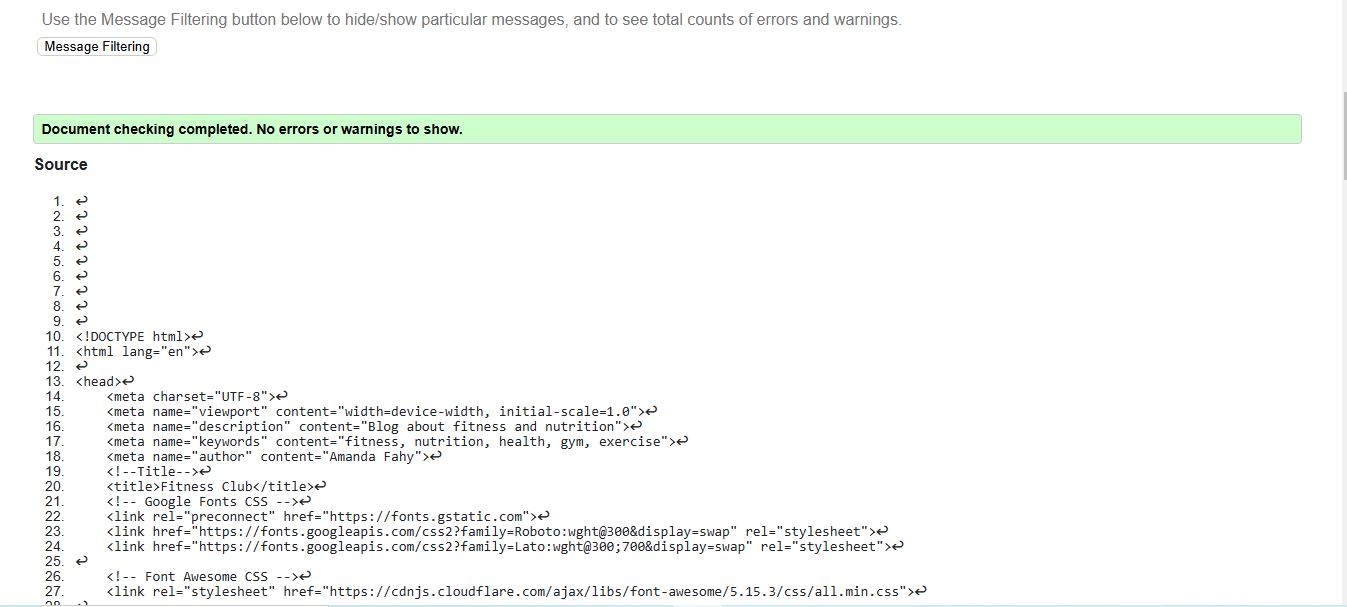 Use the Message Filtering button below to hide/show particular messages, and to see total counts of errors and warnings.
Message Filtering
Document checking completed. No errors or warnings to show.
Source
1. ↩
2. ↩
3. ↩
4. ↩
5. ↩
6. ↩
7. ↩
8. ↩
9. ↩
10. <!DOCTYPE html>↩
11. <html lang="en">↩
12. ↩
13. <head>↩
14. <meta charset="UTF-8">↩
15. <meta name="viewport" content="width=device-width, initial-scale=1.0">↩
16. <meta name="description" content="Blog about fitness and nutrition">↩
17. <meta name="keywords" content="fitness, nutrition, health, gym, exercise">↩
18. <meta name="author" content="Amanda Fahy">↩
19. <!--Title-->↩
20. <title>Fitness Club</title>↩
21. <!-- Google Fonts CSS -->↩
22. <link rel="preconnect" href="https://fonts.gstatic.com">↩
23. <link href="https://fonts.googleapis.com/css2?family=Roboto:wght@300&display=swap" rel="stylesheet">↩
24. <link href="https://fonts.googleapis.com/css2?family=Lato:wght@300;700&display=swap" rel="stylesheet">↩
25. ↩
26. <!-- Font Awesome CSS -->↩
27. <link rel="stylesheet" href="https://cdnjs.cloudflare.com/ajax/libs/font-awesome/5.15.3/css/all.min.css">↩
28. ↩